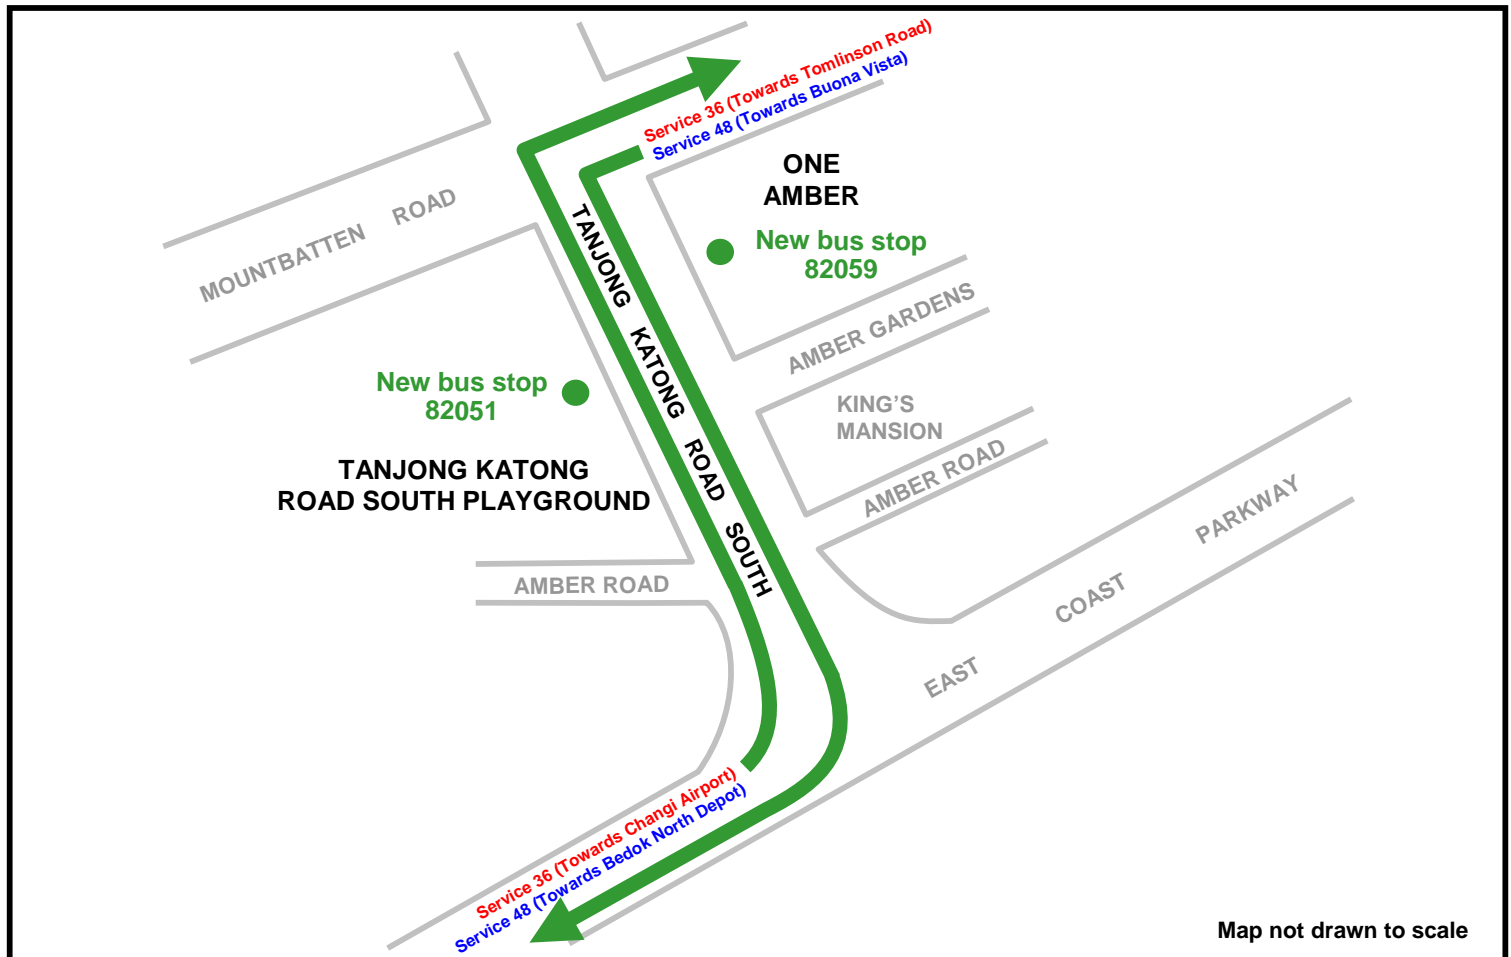 Service 36 (Towards Tomlinson Road)
Service 48 (Towards Buona Vista)
ONE
AMBER
MOUNTBATTEN ROAD
New bus stop
82059
TANJONG KATONG ROAD SOUTH
AMBER GARDENS
New bus stop
82051
KING'S
MANSION
TANJONG KATONG
ROAD SOUTH PLAYGROUND
AMBER ROAD
AMBER ROAD
EAST COAST PARKWAY
Service 36 (Towards Changi Airport)
Service 48 (Towards Bedok North Depot)
Map not drawn to scale